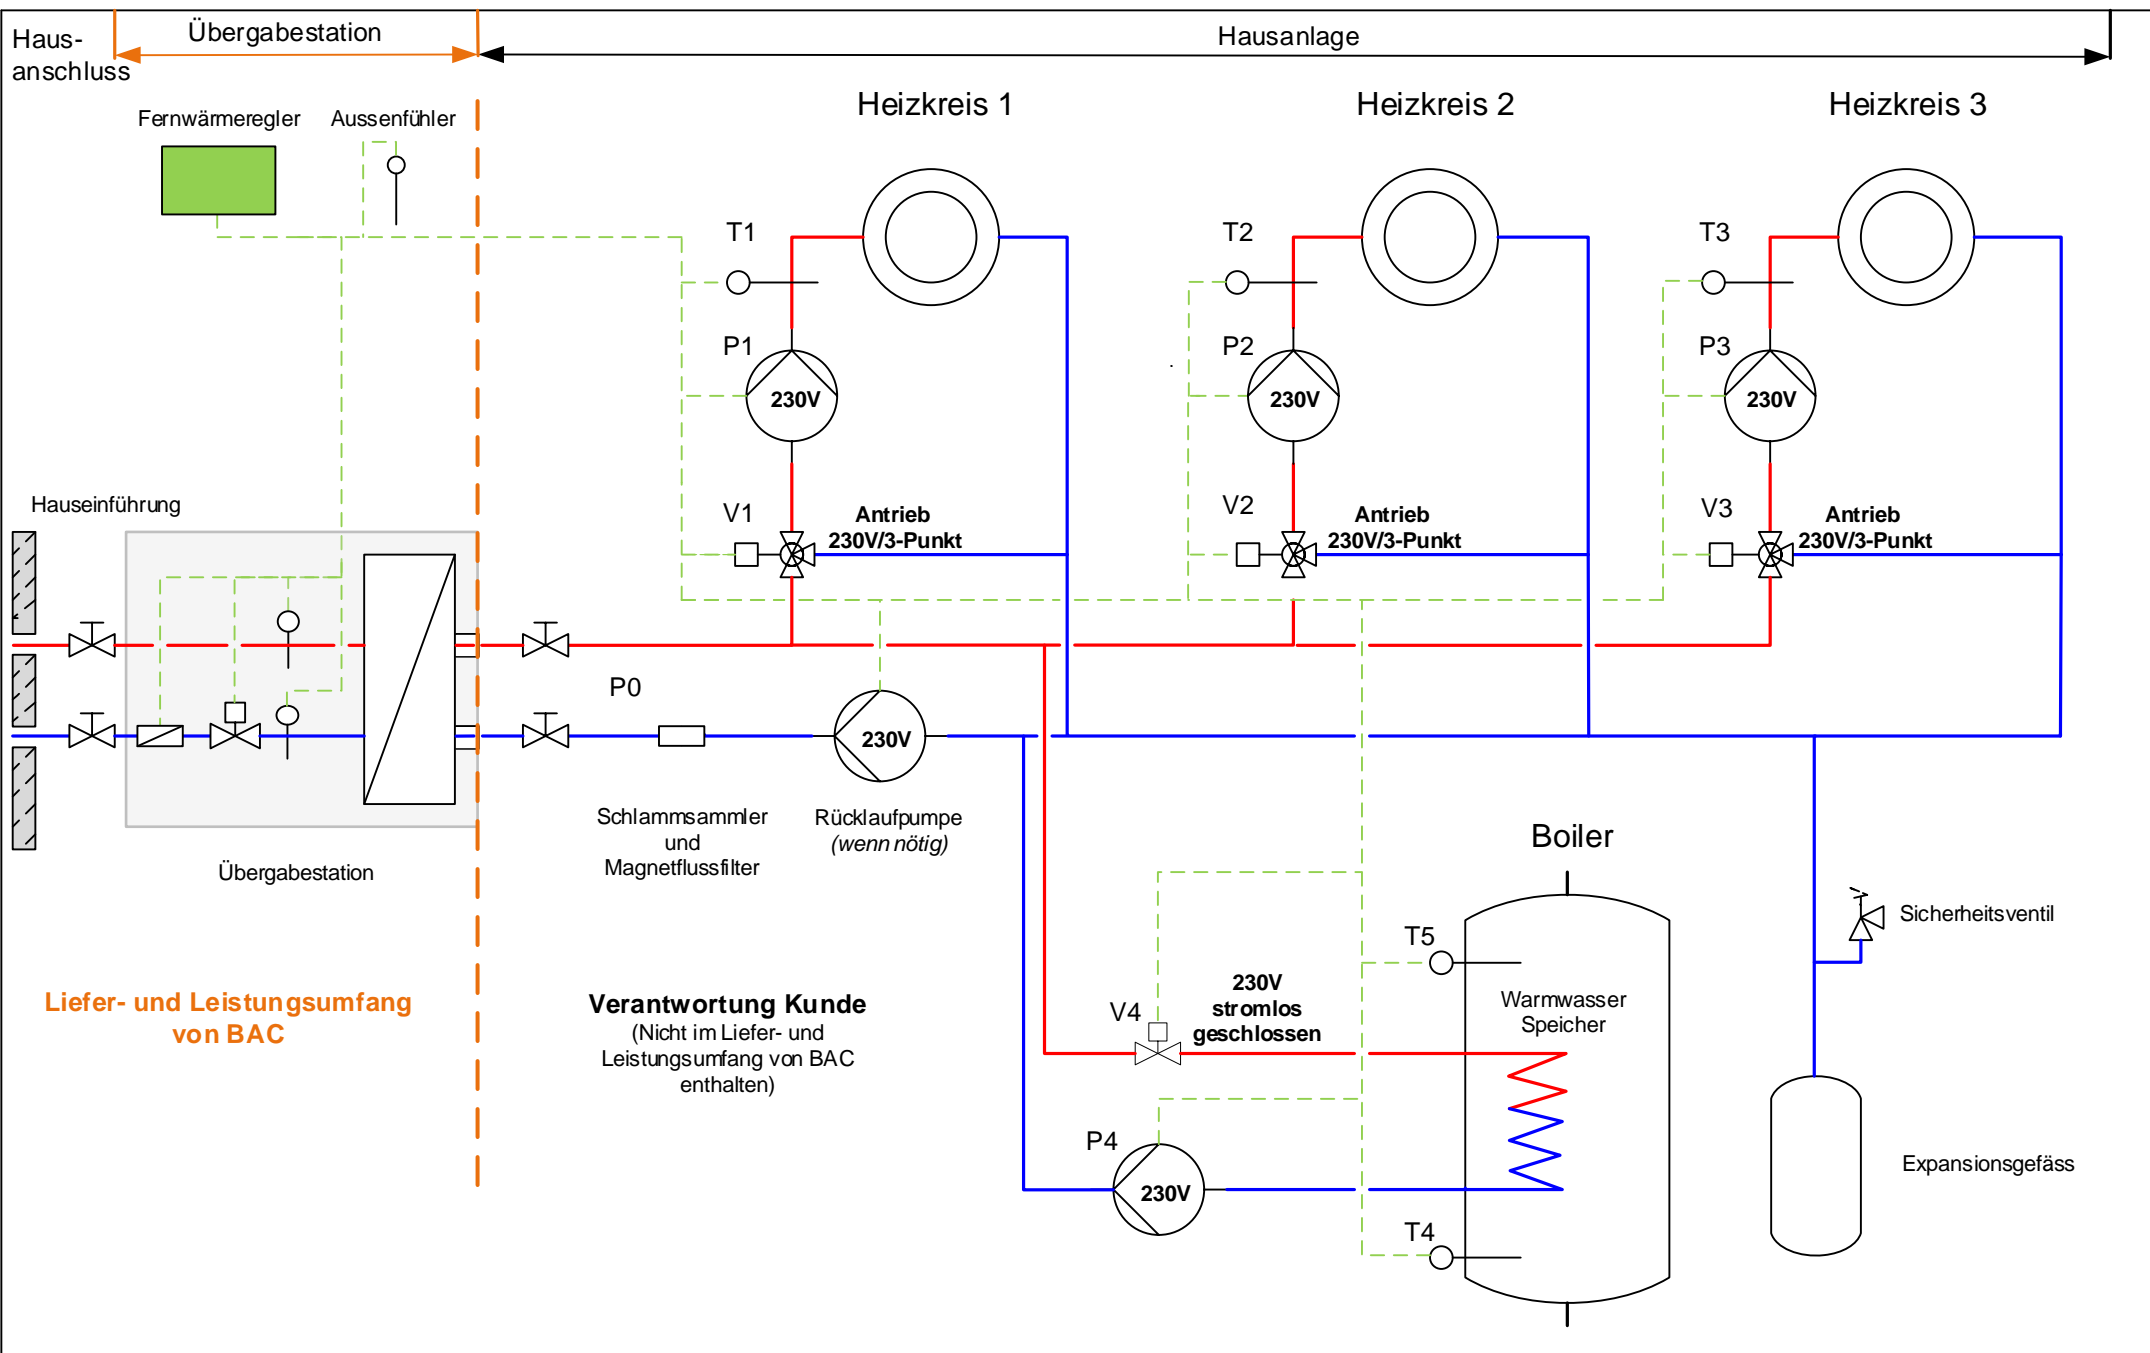 Haus-
anschluss
Übergabestation
Hausanlage
Fernwärmeregler
Aussenfühler
Heizkreis 1
Heizkreis 2
Heizkreis 3
T1
T2
T3
P1
230V
P2
230V
P3
230V
Hauseinführung
V1
Antrieb
230V/3-Punkt
V2
Antrieb
230V/3-Punkt
V3
Antrieb
230V/3-Punkt
P0
230V
Schlammsammler
und
Magnetflussfilter
Rücklaufpumpe
(wenn nötig)
Übergabestation
Boiler
Sicherheitsventil
T5
Liefer- und Leistungsumfang
von BAC
Verantwortung Kunde
(Nicht im Liefer- und
Leistungsumfang von BAC
enthalten)
V4
230V
stromlos
geschlossen
Warmwasser
Speicher
P4
230V
T4
Expansionsgefäss